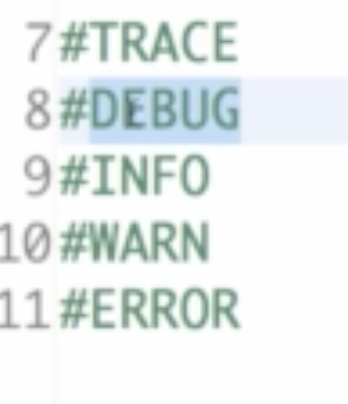 7 #TRACE
8 #DEBUG
9 #INFO
10 #WARN
11 #ERROR